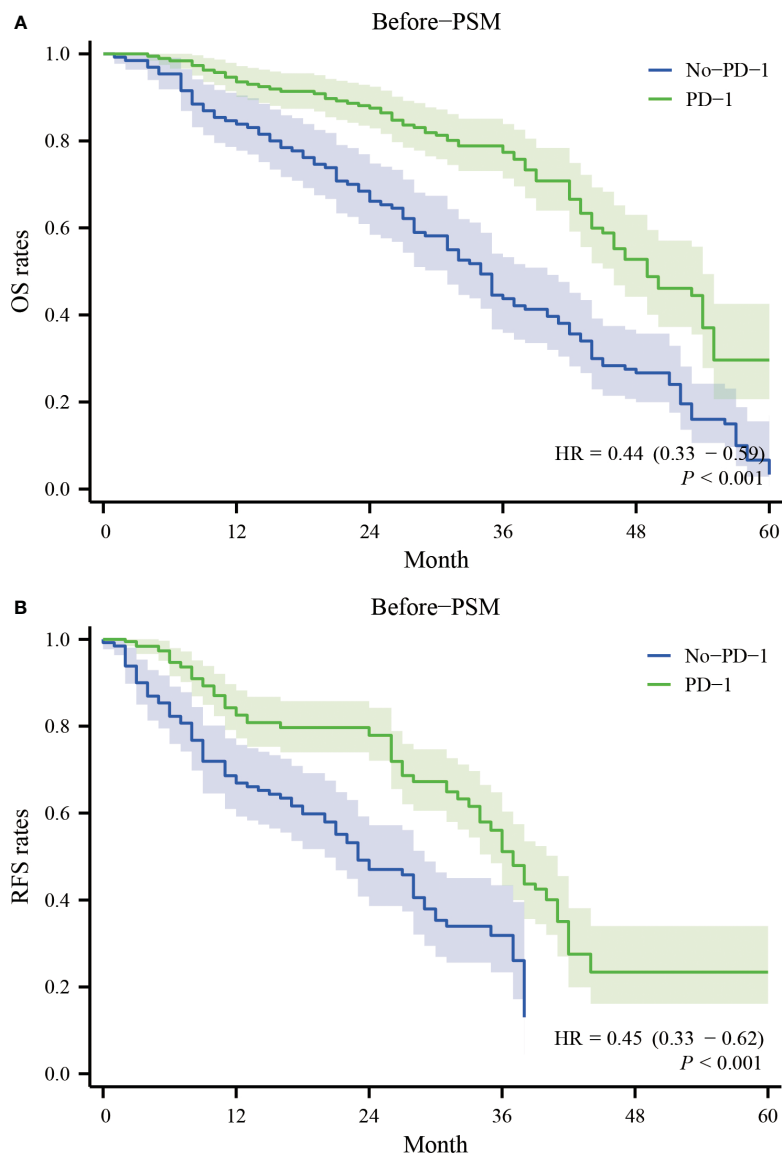 A
Before−PSM
1.0
No−PD−1
PD−1
0.8
0.6
OS rates
0.4
0.2
HR = 0.44 (0.33 − 0.59)
P < 0.001
0.0
0 12 24 36 48 60
Month
B
Before−PSM
1.0
No−PD−1
PD−1
0.8
0.6
RFS rates
0.4
0.2
HR = 0.45 (0.33 − 0.62)
P < 0.001
0.0
0 12 24 36 48 60
Month